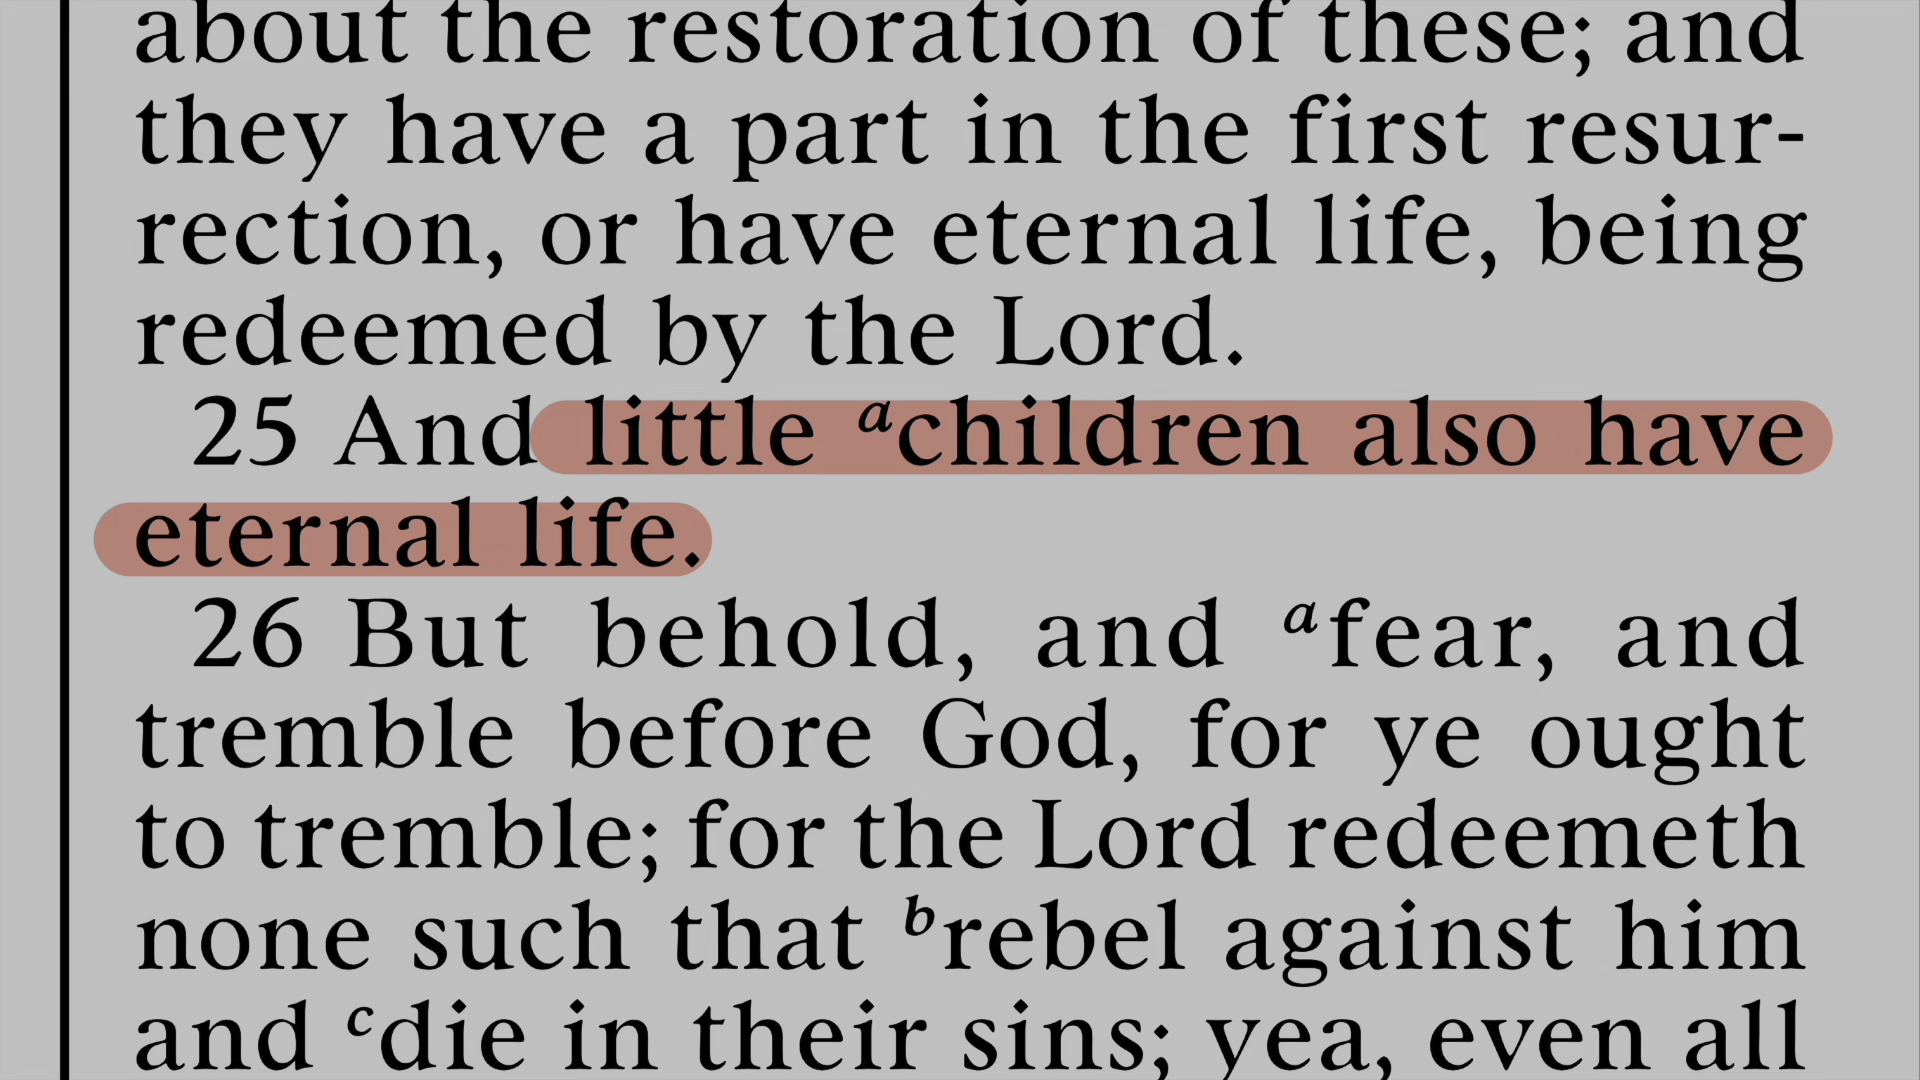 about the restoration of these; and
they have a part in the first resur-
rection, or have eternal life, being
redeemed by the Lord.
25 And little achildren also have
eternal life.
26 But behold, and afear, and
tremble before God, for ye ought
to tremble; for the Lord redeemeth
none such that brebel against him
and cdie in their sins; yea, even all